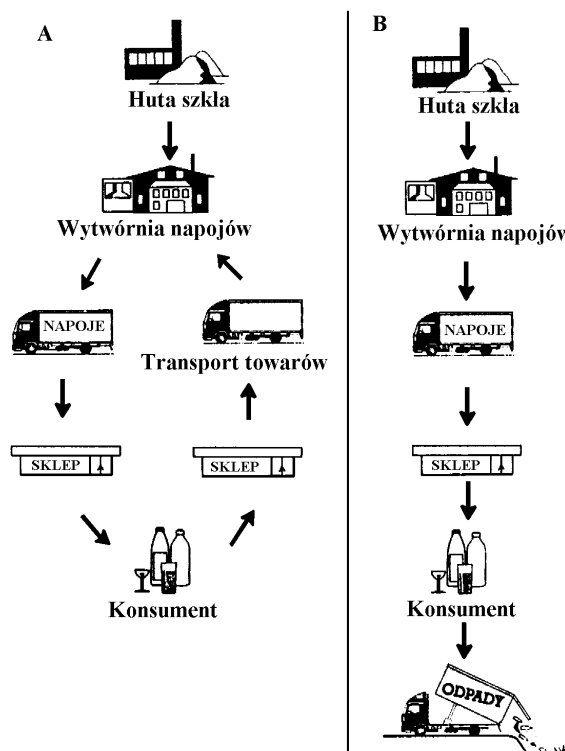 A
Huta szkła
Wytwórnia napojów
NAPOJE
Transport towarów
SKLEP
SKLEP
Konsument
B
Huta szkła
Wytwórnia napojów
NAPOJE
SKLEP
Konsument
ODPADY